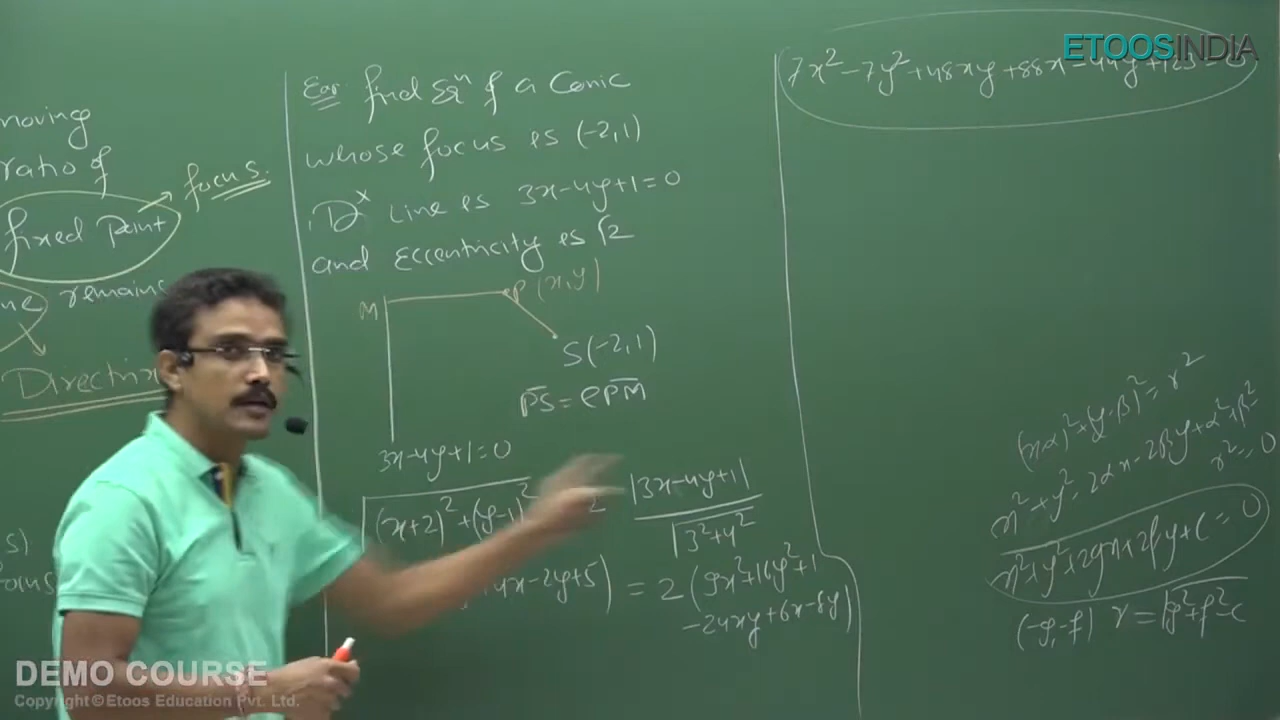 moving
ratio of
fixed Point
focus.
remains
Directrix
Ex: find Eqⁿ of a Conic
whose focus is (-2,1)
, Dˣ Line is 3x-4y+1=0
and Eccentricity is √2
M
P (x,y)
S(-2,1)
PS = ePM
3x-4y+1=0
√(x+2)²+(y-1)²
2 |3x-4y+1|
√3²+4²
4x-2y+5) = 2 (9x²+16y²+1
-24xy+6x-8y)
7x²-7y²+48xy+88x-44y+123=0
(x-α)²+(y-β)²=r²
x²+y²-2αx-2βy+α²+β²
r²=0
x²+y²+2gx+2fy+c=0
(-g,-f) r=√g²+f²-c
ETOOSINDIA
DEMO COURSE
Copyright © Etoos Education Pvt. Ltd.